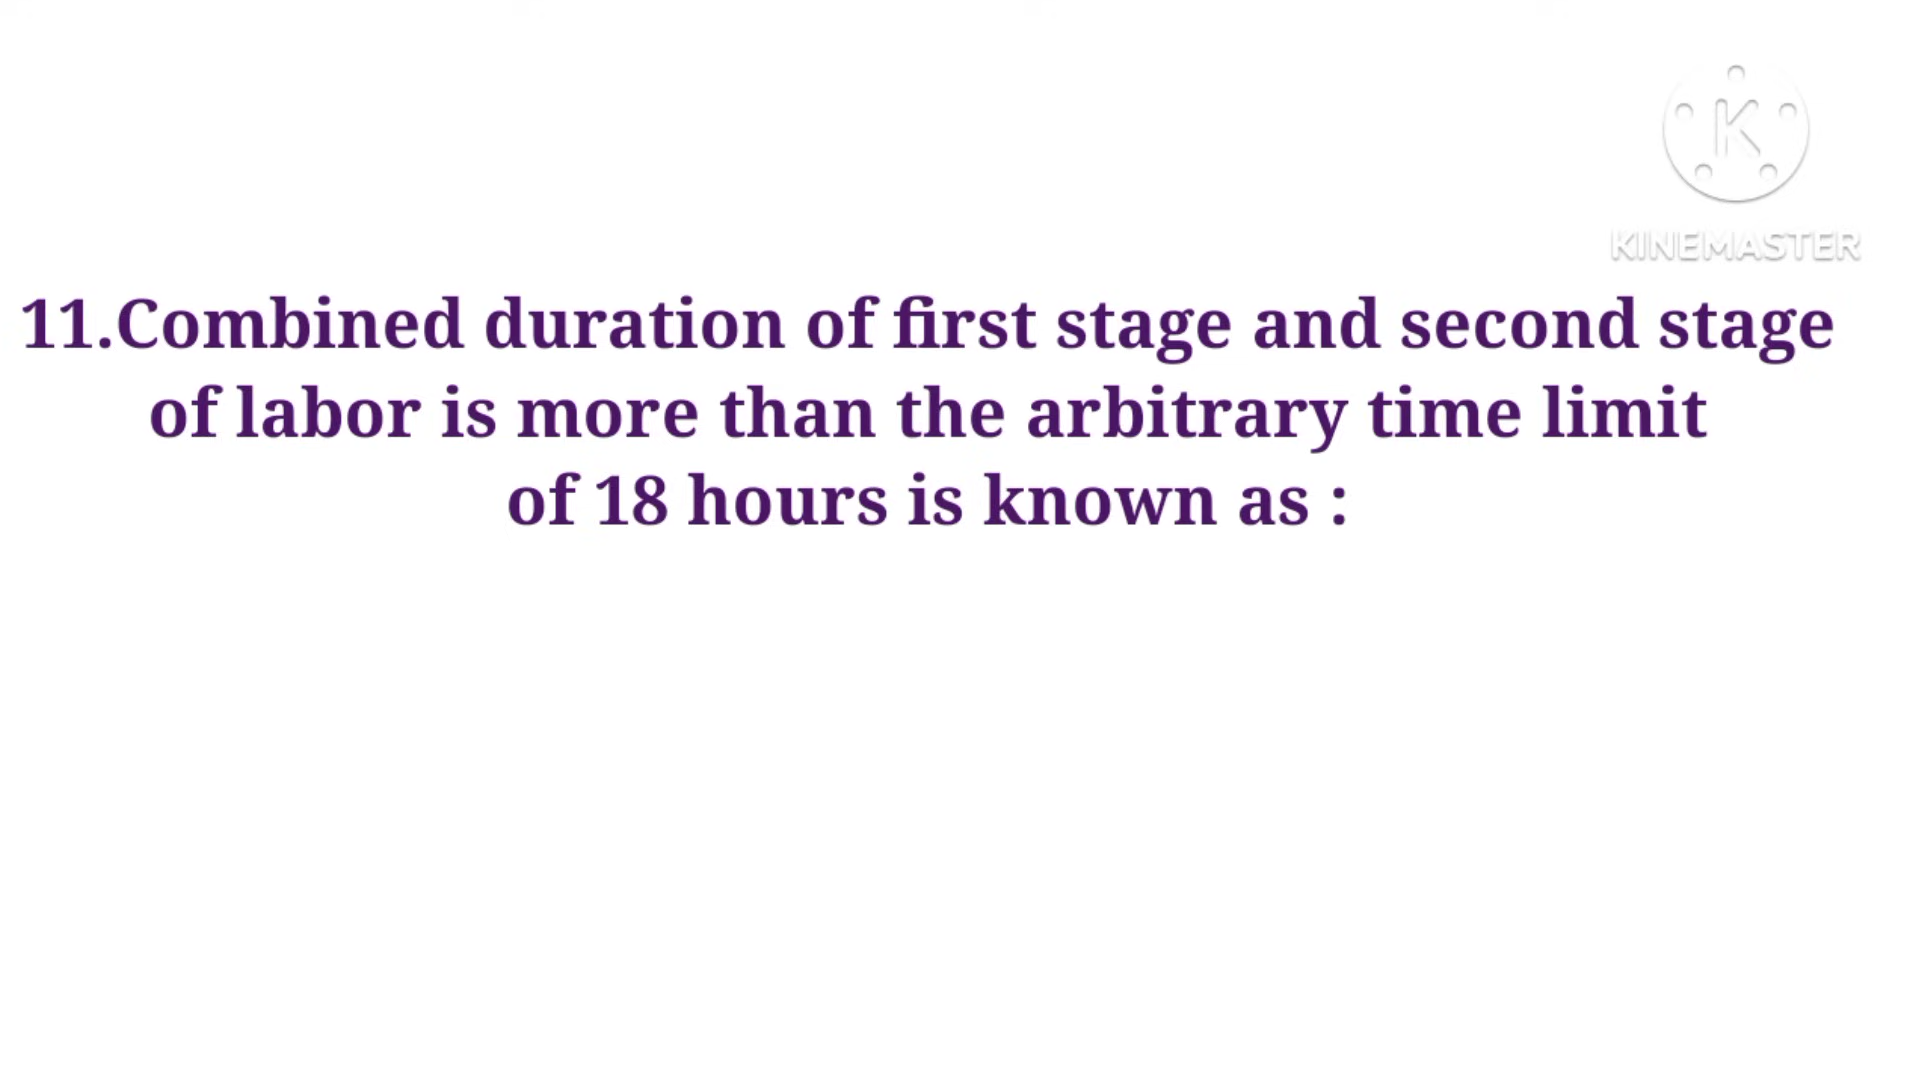 K
KINEMASTER
11.Combined duration of first stage and second stage
of labor is more than the arbitrary time limit
of 18 hours is known as :